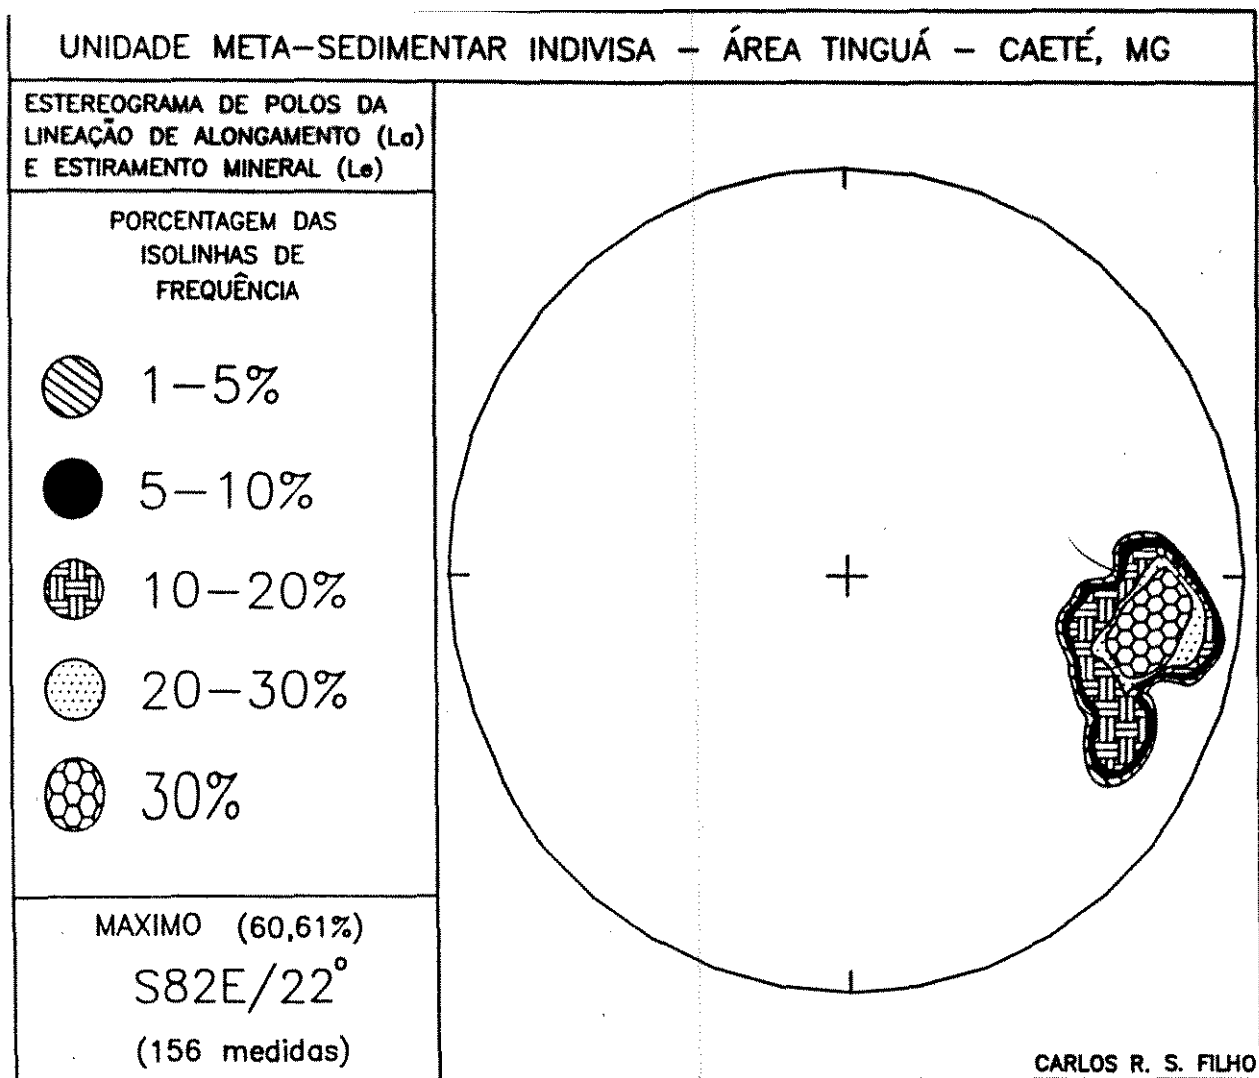 UNIDADE META-SEDIMENTAR INDIVISA - ÁREA TINGUÁ - CAETÉ, MG
ESTEREOGRAMA DE POLOS DA
LINEAÇÃO DE ALONGAMENTO (La)
E ESTIRAMENTO MINERAL (Le)
PORCENTAGEM DAS
ISOLINHAS DE
FREQUÊNCIA
1-5%
5-10%
10-20%
20-30%
30%
MAXIMO (60,61%)
S82E/22°
(156 medidas)
CARLOS R. S. FILHO